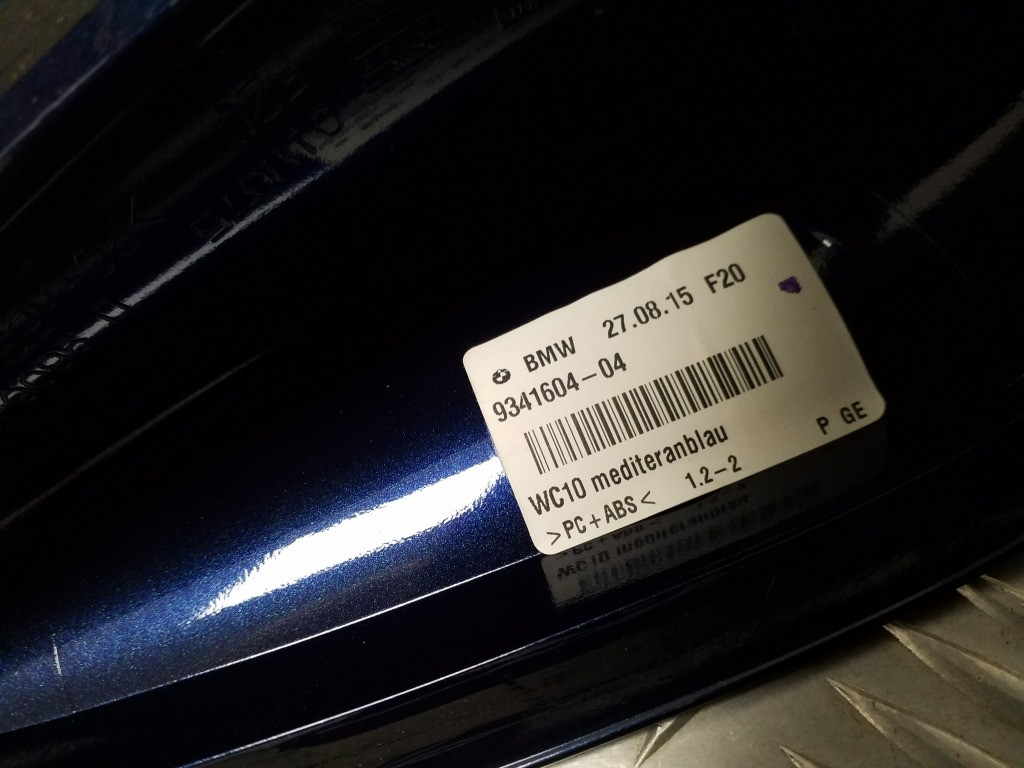 BMW 27.08.15 F20
9341604-04
WC10 mediteranblau
>PC+ABS< 1.2-2 P GE